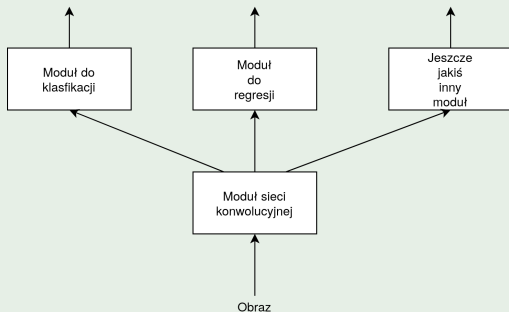 Moduł do
klasfikacji
Moduł
do
regresji
Jeszcze
jakiś
inny
moduł
Moduł sieci
konwolucyjnej
Obraz